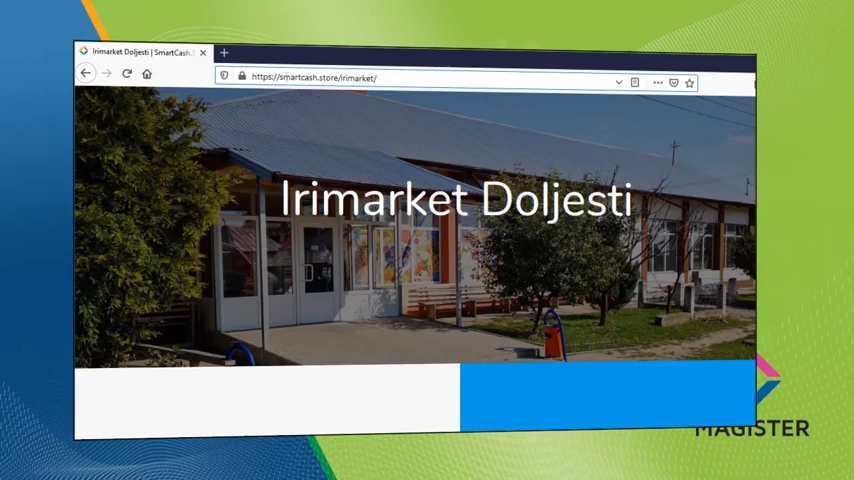 Irimarket Doljesti | SmartCash.S
https://smartcash.store/irimarket/
Irimarket Doljesti
MAGISTER